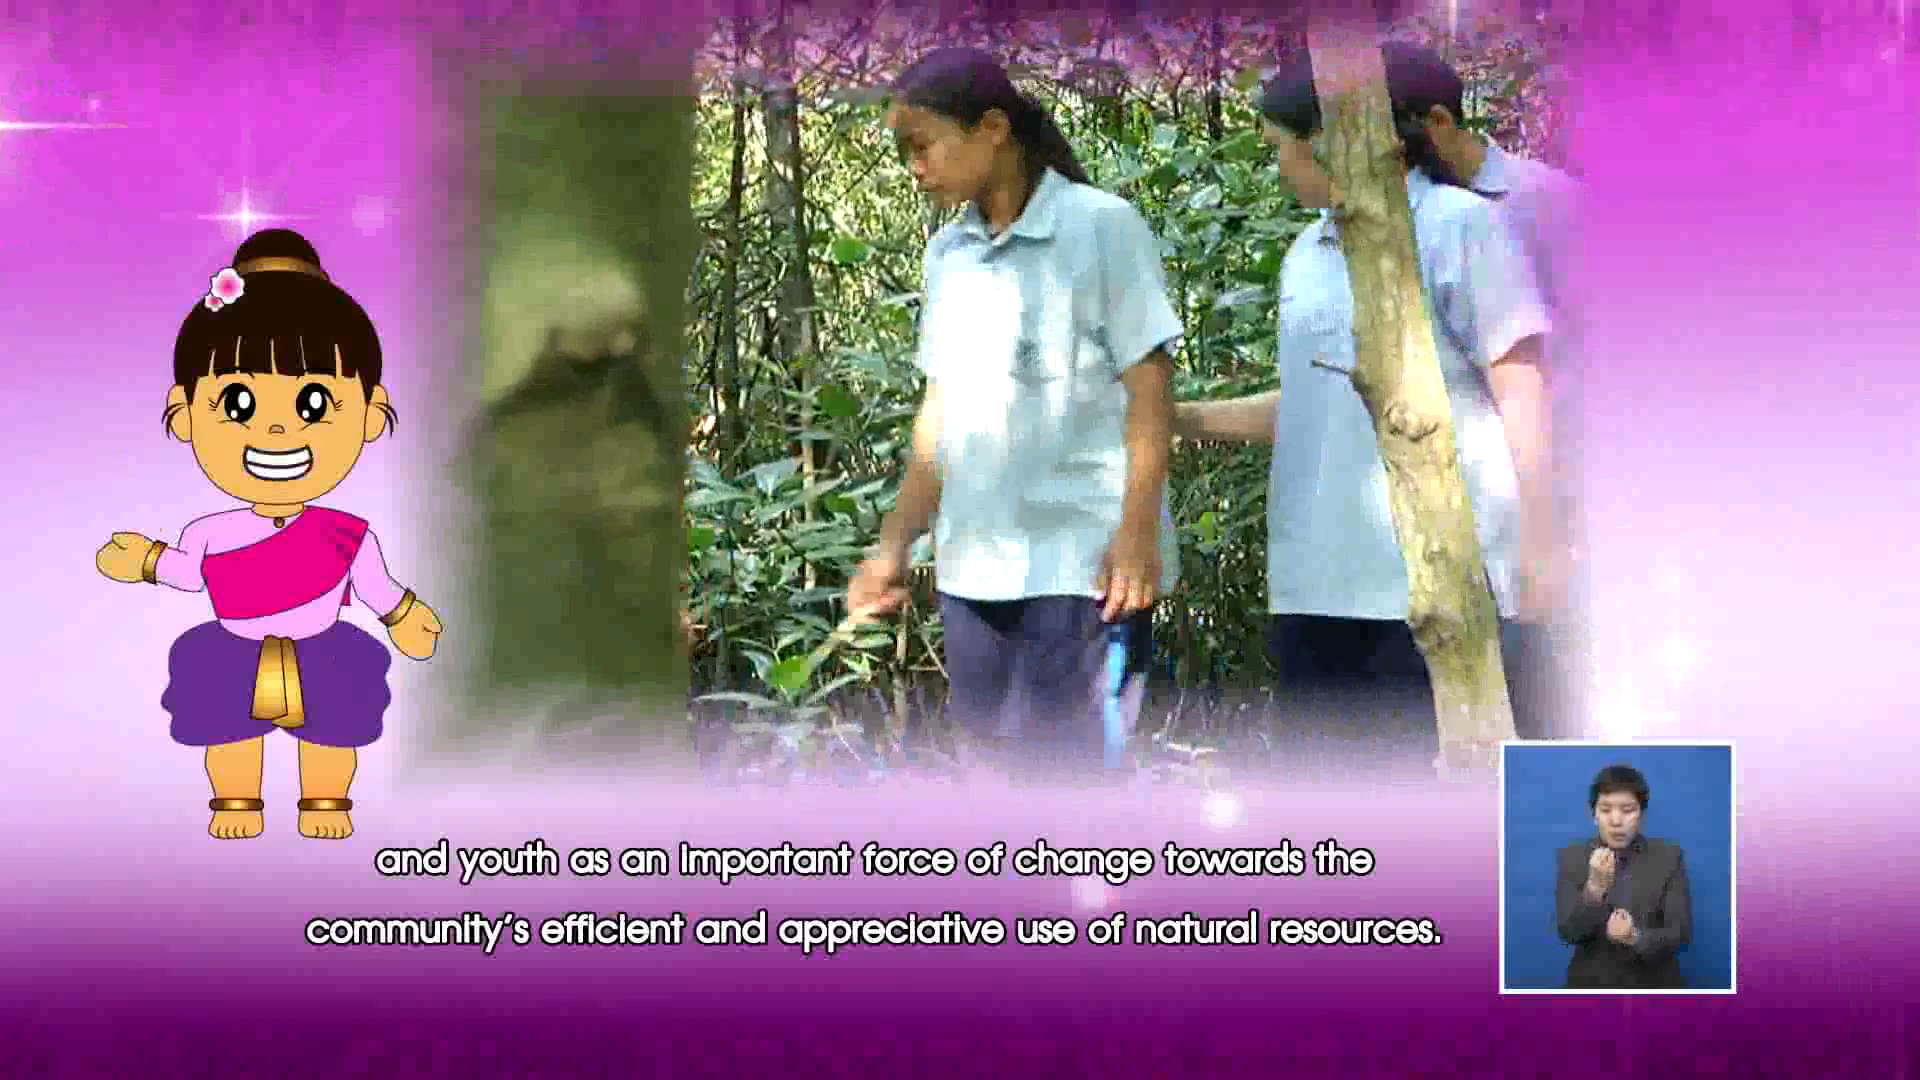 and youth as an important force of change towards the
community's efficient and appreciative use of natural resources.